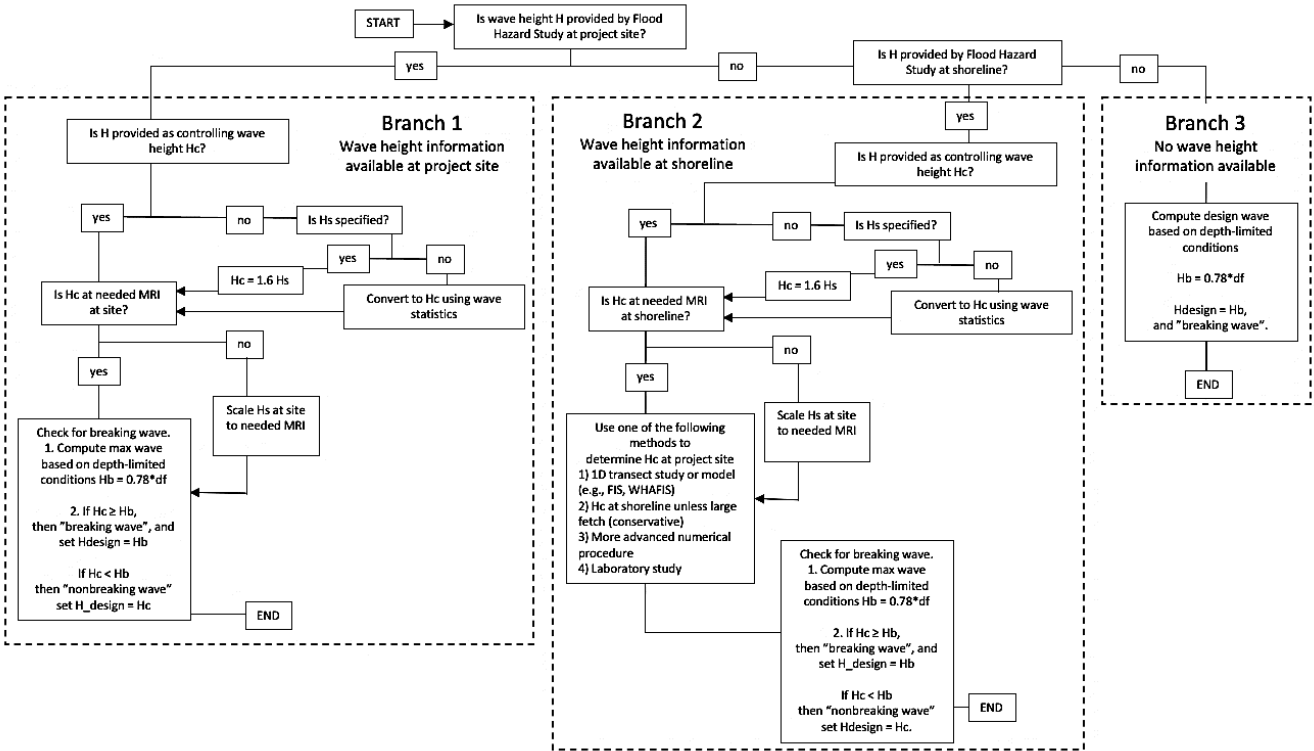 START
Is wave height H provided by Flood
Hazard Study at project site?
yes
no
Is H provided by Flood Hazard
Study at shoreline?
no
Branch 1
Wave height information
available at project site
Is H provided as controlling wave
height Hc?
yes
no
Is Hs specified?
yes
no
Hc = 1.6 Hs
Convert to Hc using wave
statistics
Is Hc at needed MRI
at site?
no
yes
Scale Hs at site
to needed MRI
Check for breaking wave.
1. Compute max wave
based on depth-limited
conditions Hb = 0.78*df
2. If Hc ≥ Hb,
then "breaking wave", and
set Hdesign = Hb
If Hc < Hb
then "nonbreaking wave"
set H_design = Hc
END
Branch 2
Wave height information
available at shoreline
yes
Is H provided as controlling wave
height Hc?
yes
no
Is Hs specified?
yes
no
Hc = 1.6 Hs
Convert to Hc using wave
statistics
Is Hc at needed MRI
at shoreline?
no
yes
Scale Hs at site
to needed MRI
Use one of the following
methods to
determine Hc at project site
1) 1D transect study or model
(e.g., FIS, WHAFIS)
2) Hc at shoreline unless large
fetch (conservative)
3) More advanced numerical
procedure
4) Laboratory study
Check for breaking wave.
1. Compute max wave
based on depth-limited
conditions Hb = 0.78*df
2. If Hc ≥ Hb,
then "breaking wave", and
set H_design = Hb
If Hc < Hb
then "nonbreaking wave"
set Hdesign = Hc.
END
Branch 3
No wave height
information available
Compute design wave
based on depth-limited
conditions
Hb = 0.78*df
Hdesign = Hb,
and "breaking wave".
END